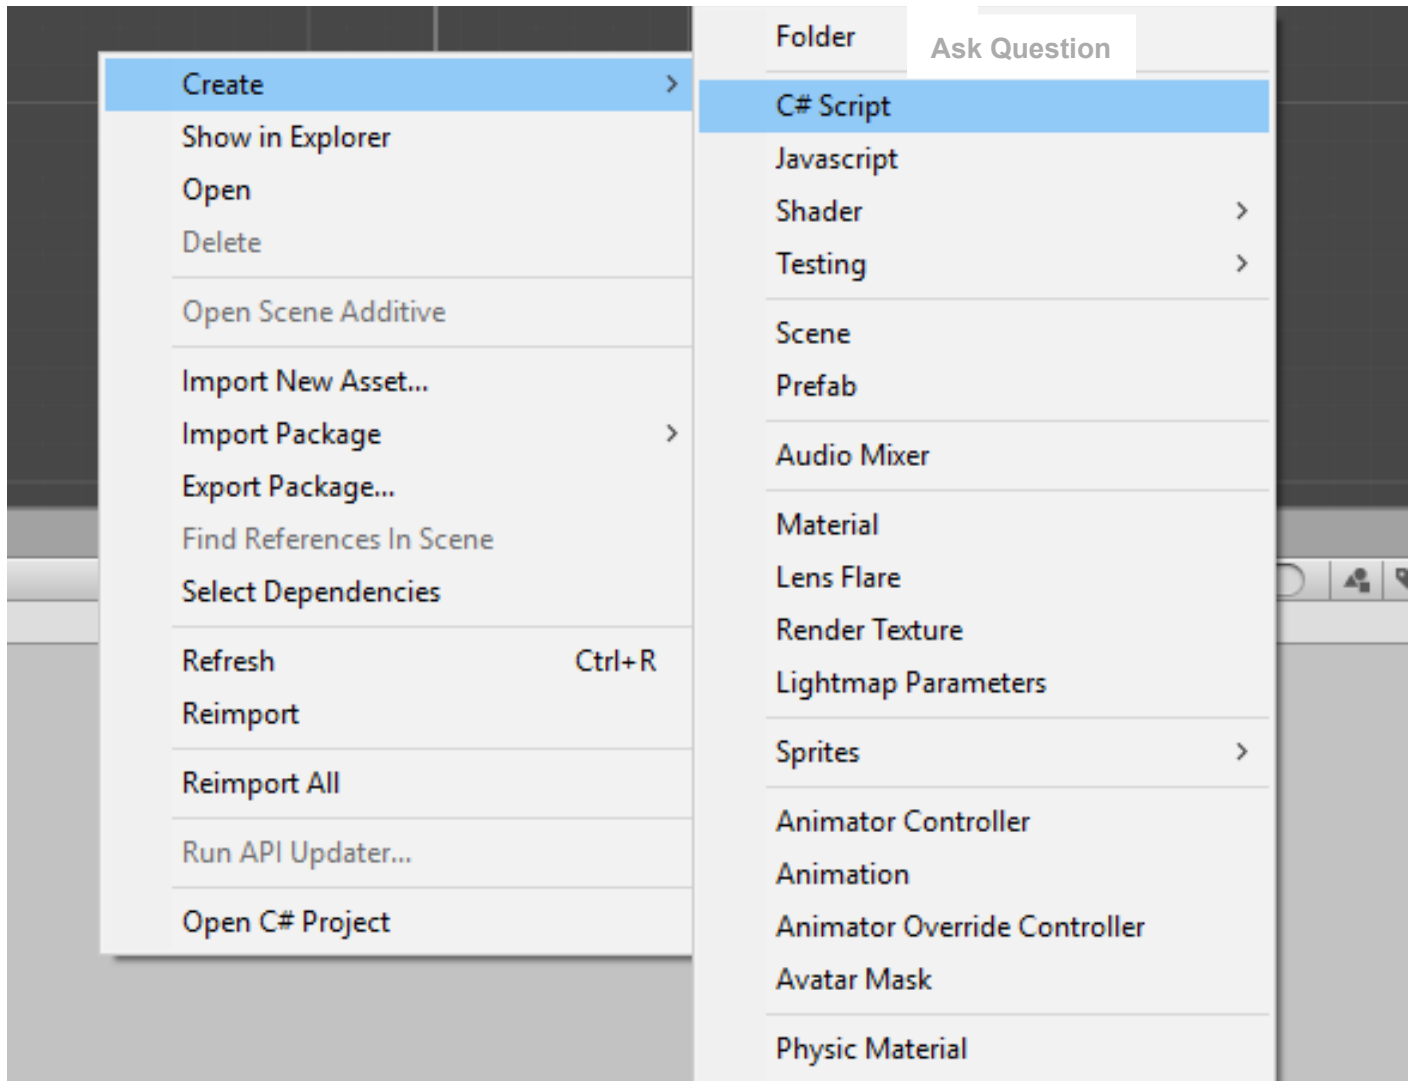 Create
Show in Explorer
Open
Delete
Open Scene Additive
Import New Asset...
Import Package
Export Package...
Find References In Scene
Select Dependencies
Refresh Ctrl+R
Reimport
Reimport All
Run API Updater...
Open C# Project
Folder
Ask Question
C# Script
Javascript
Shader
Testing
Scene
Prefab
Audio Mixer
Material
Lens Flare
Render Texture
Lightmap Parameters
Sprites
Animator Controller
Animation
Animator Override Controller
Avatar Mask
Physic Material